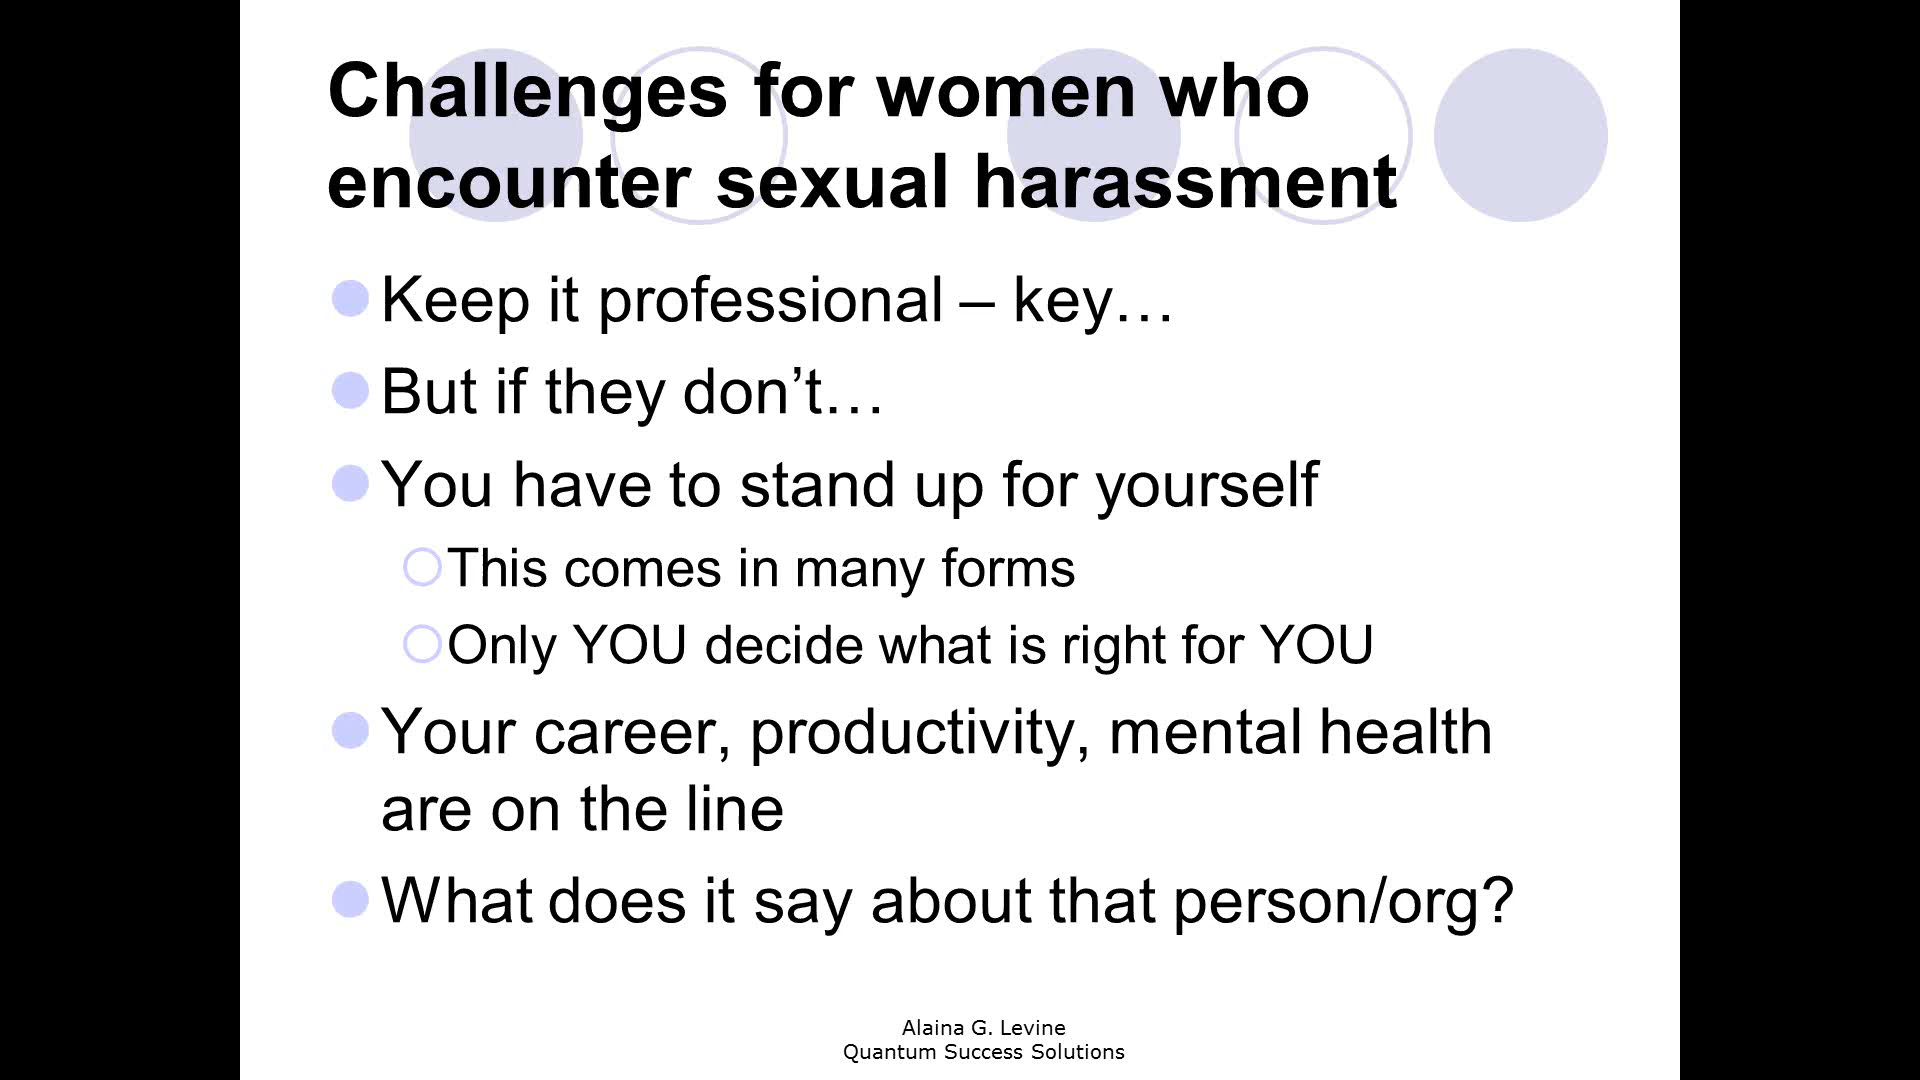 Challenges for women who
encounter sexual harassment
Keep it professional – key…
But if they don’t…
You have to stand up for yourself
This comes in many forms
Only YOU decide what is right for YOU
Your career, productivity, mental health
are on the line
What does it say about that person/org?
Alaina G. Levine
Quantum Success Solutions